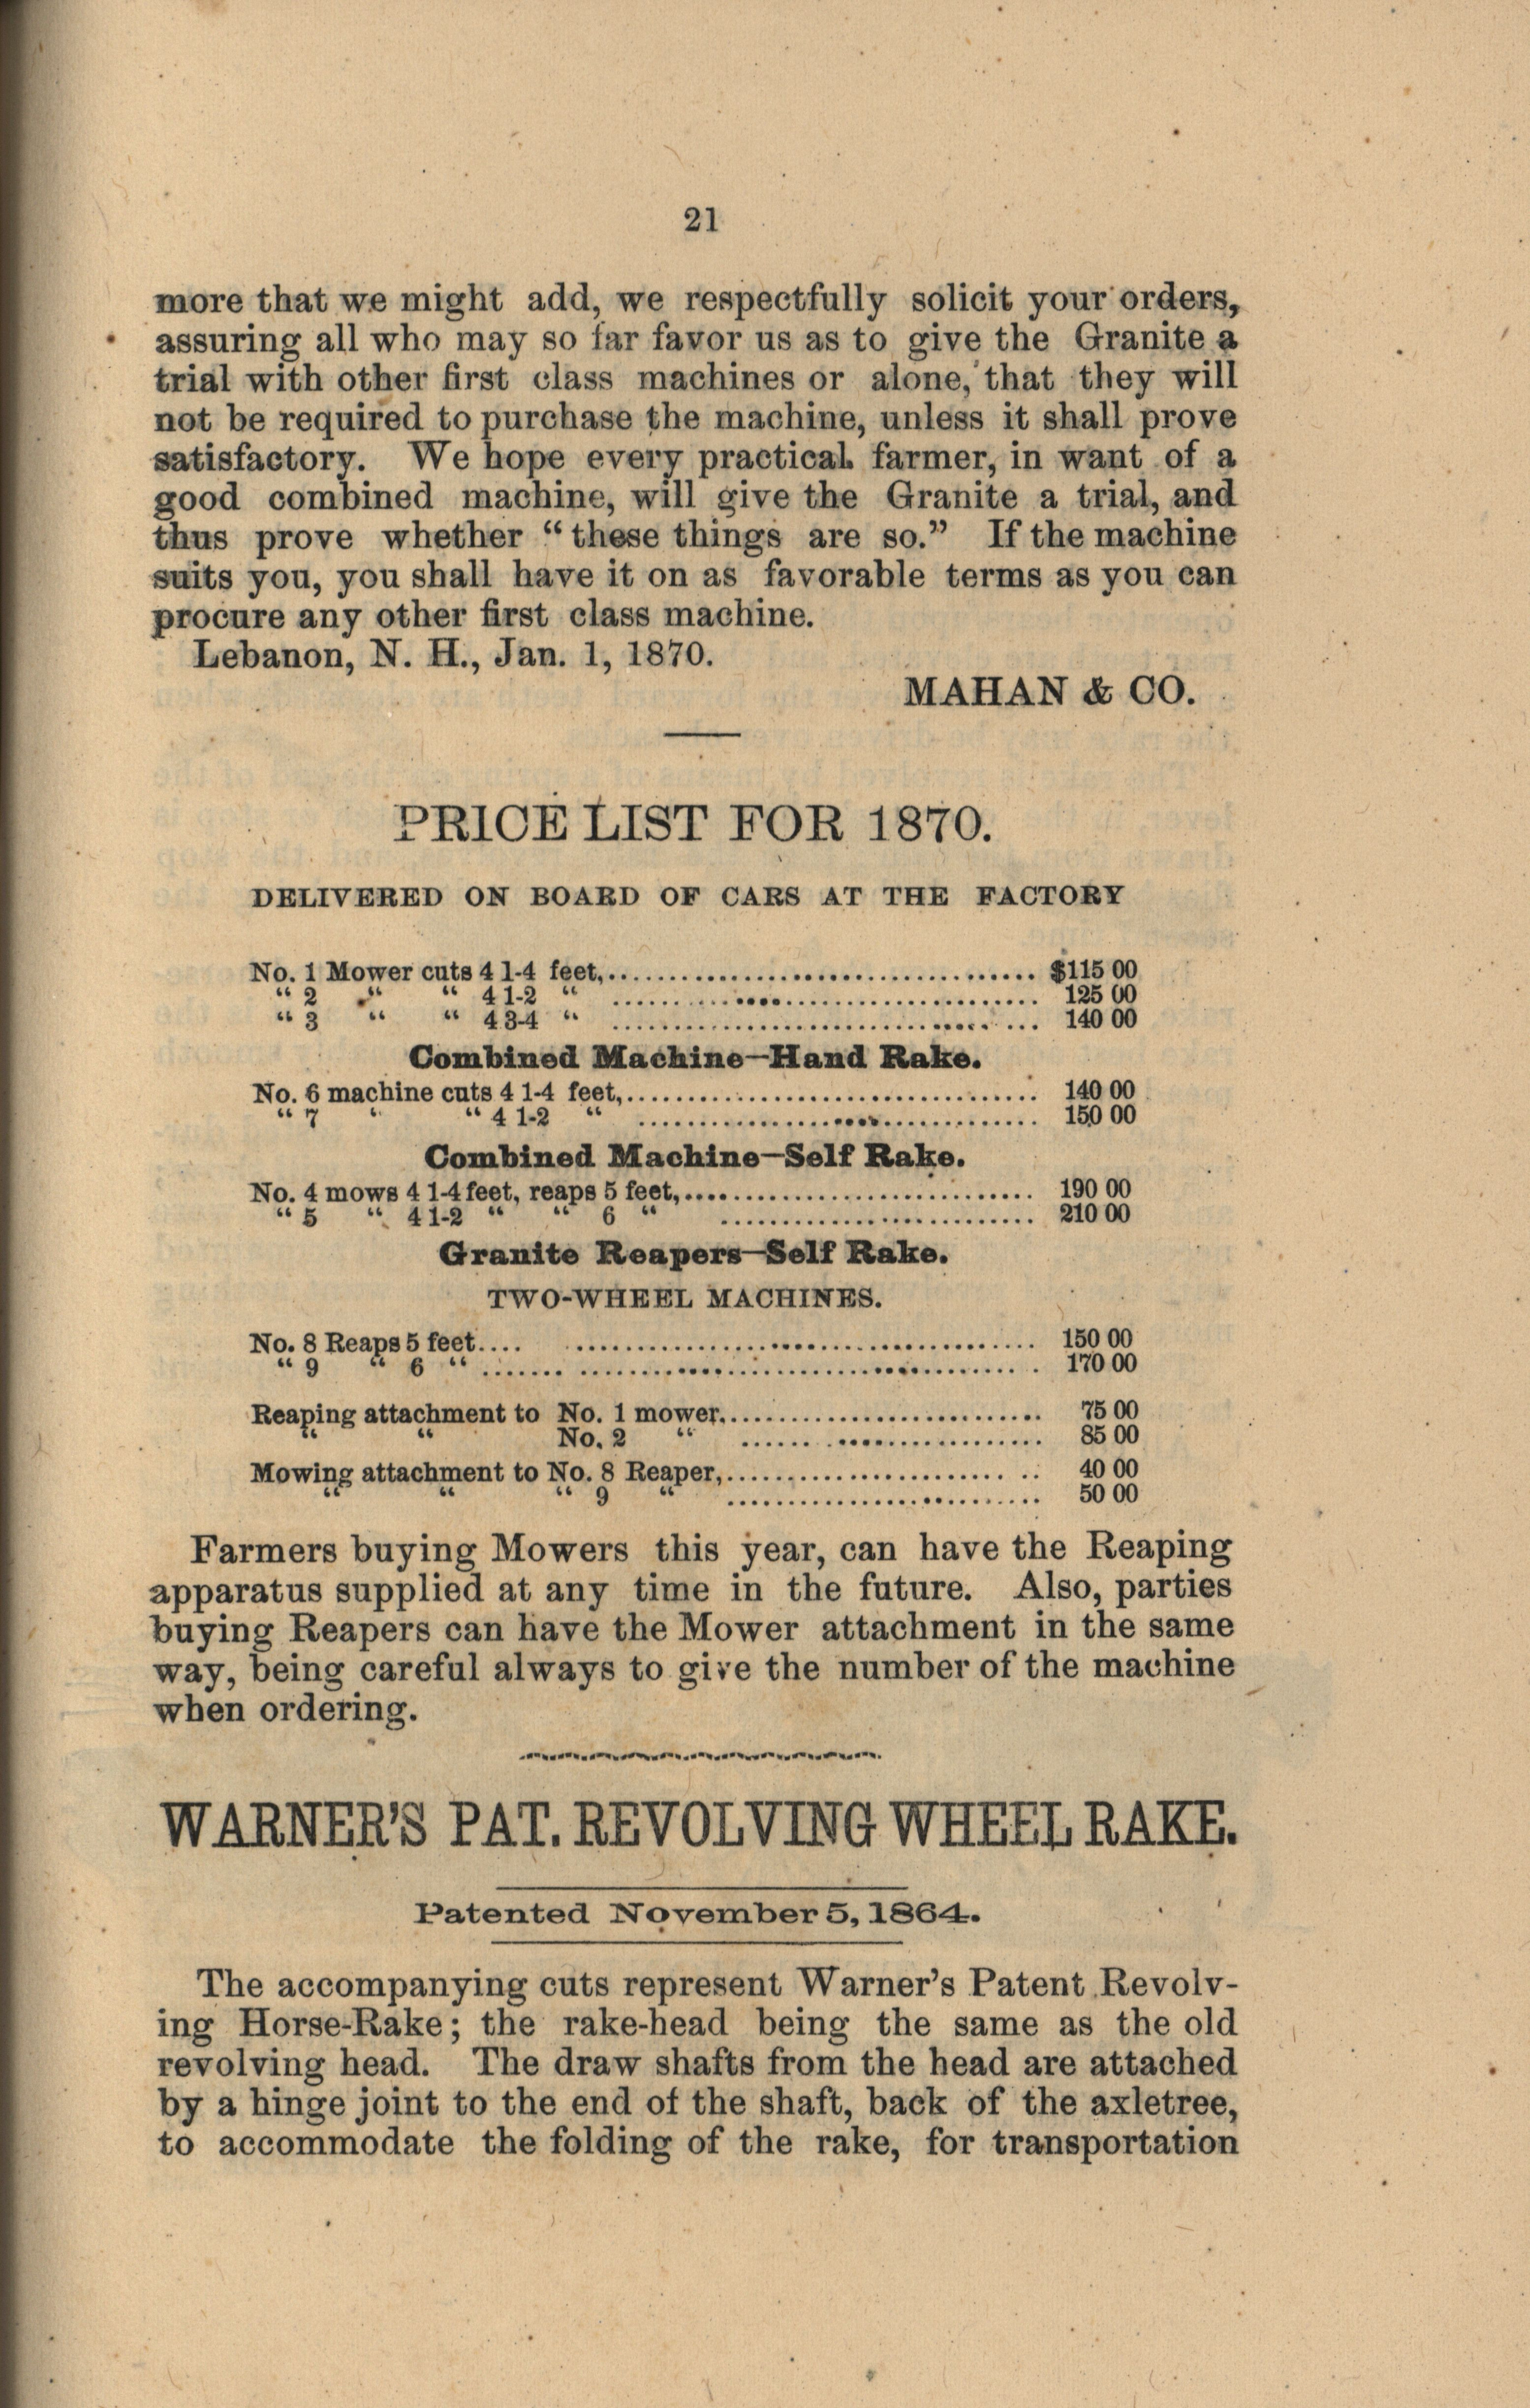 21
more that we might add, we respectfully solicit your orders,
assuring all who may so far favor us as to give the Granite a
trial with other first class machines or alone, that they will
not be required to purchase the machine, unless it shall prove
satisfactory. We hope every practical farmer, in want of a
good combined machine, will give the Granite a trial, and
thus prove whether “these things are so.” If the machine
suits you, you shall have it on as favorable terms as you can
procure any other first class machine.
Lebanon, N. H., Jan. 1, 1870.
MAHAN & CO.
PRICE LIST FOR 1870.
DELIVERED ON BOARD OF CARS AT THE FACTORY
No. 1 Mower cuts 4 1-4 feet,........................................ $115 00
“ 2 “ “ 4 1-2 “ ........................................ 125 00
“ 3 “ “ 4 3-4 “ ........................................ 140 00
Combined Machine—Hand Rake.
No. 6 machine cuts 4 1-4 feet,........................................ 140 00
“ 7 “ “ 4 1-2 “ ........................................ 150 00
Combined Machine—Self Rake.
No. 4 mows 4 1-4 feet, reaps 5 feet,................................ 190 00
“ 5 “ 4 1-2 “ “ 6 “ ............................ 210 00
Granite Reapers—Self Rake.
TWO-WHEEL MACHINES.
No. 8 Reaps 5 feet.... ........................................ 150 00
“ 9 “ 6 “ ....... ........................................ 170 00
Reaping attachment to No. 1 mower,............................ 75 00
“ “ No. 2 “ ............................ 85 00
Mowing attachment to No. 8 Reaper,............................ 40 00
“ “ “ 9 “ ............................ 50 00
Farmers buying Mowers this year, can have the Reaping
apparatus supplied at any time in the future. Also, parties
buying Reapers can have the Mower attachment in the same
way, being careful always to give the number of the machine
when ordering.
WARNER'S PAT. REVOLVING WHEEL RAKE.
Patented November 5, 1864.
The accompanying cuts represent Warner's Patent Revolv-
ing Horse-Rake; the rake-head being the same as the old
revolving head. The draw shafts from the head are attached
by a hinge joint to the end of the shaft, back of the axletree,
to accommodate the folding of the rake, for transportation